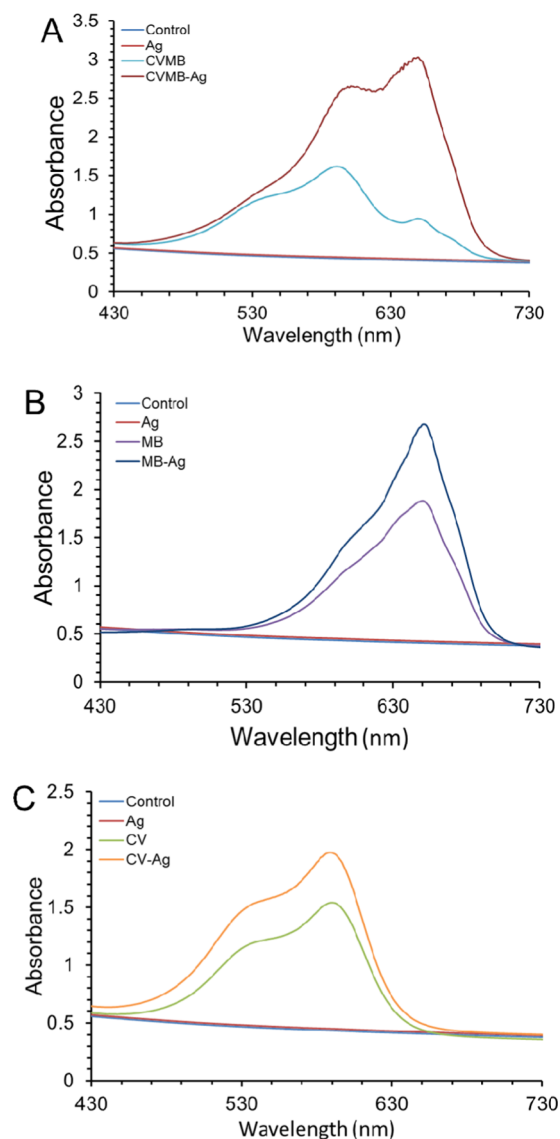 A
Control
Ag
CVMB
CVMB-Ag
3.5
3
2.5
2
1.5
1
0.5
0
Absorbance
430
530
630
730
Wavelength (nm)
B
Control
Ag
MB
MB-Ag
3
2.5
2
1.5
1
0.5
0
Absorbance
430
530
630
730
Wavelength (nm)
C
Control
Ag
CV
CV-Ag
2.5
2
1.5
1
0.5
0
Absorbance
430
530
630
730
Wavelength (nm)